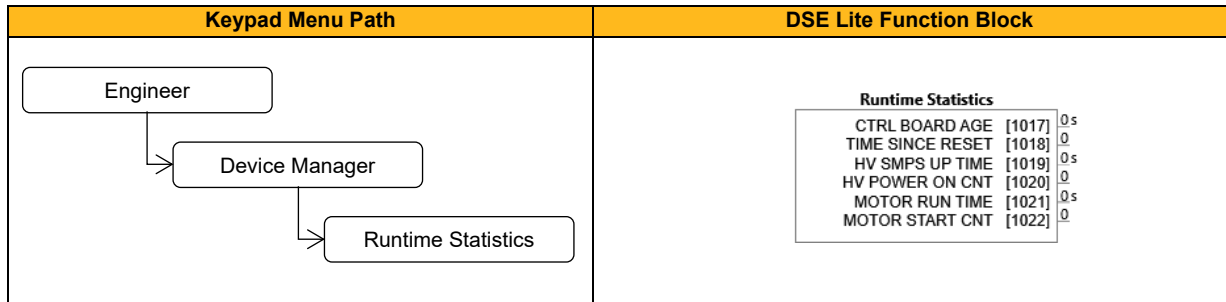 Keypad Menu Path
DSE Lite Function Block
Engineer
Device Manager
Runtime Statistics
Runtime Statistics
CTRL BOARD AGE [1017] 0 s
TIME SINCE RESET [1018] 0
HV SMPS UP TIME [1019] 0 s
HV POWER ON CNT [1020] 0
MOTOR RUN TIME [1021] 0 s
MOTOR START CNT [1022] 0